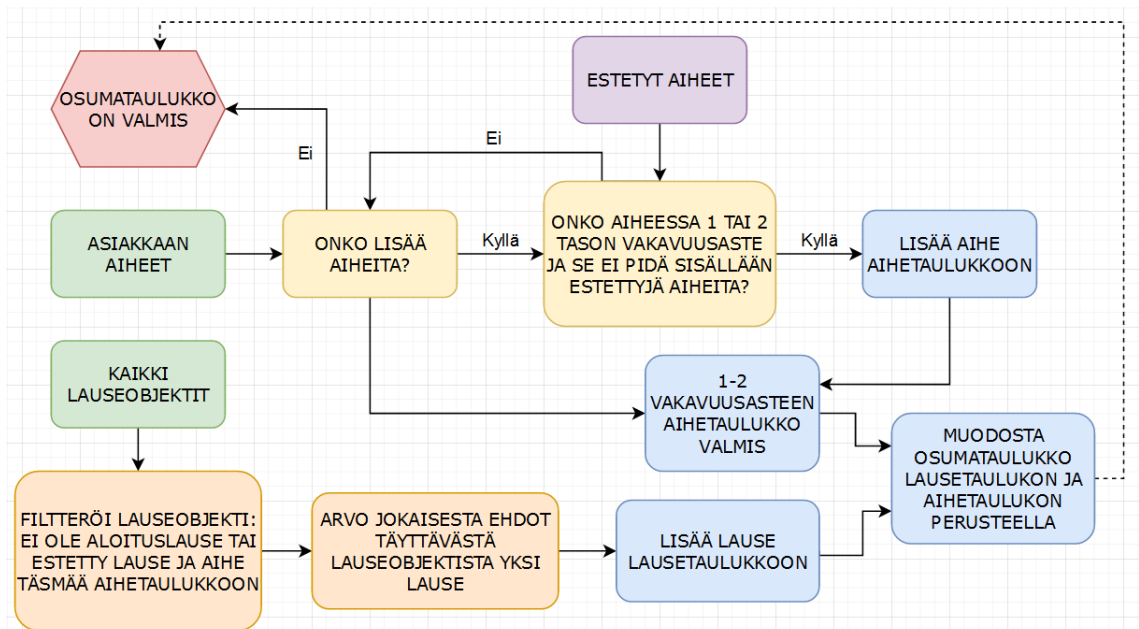 OSUMATAULUKKO
ON VALMIS
ESTETYT AIHEET
Ei
Ei
ASIAKKAAN
AIHEET
ONKO LISÄÄ
AIHEITA?
Kyllä
ONKO AIHEESSA 1 TAI 2
TASON VAKAVUUSASTE
JA SE EI PIDÄ SISÄLLÄÄN
ESTETTYJÄ AIHEITA?
Kyllä
LISÄÄ AIHE
AIHETAULUKKOON
KAIKKI
LAUSEOBJEKTIT
1-2
VAKAVUUSASTEEN
AIHETAULUKKO
VALMIS
MUODOSTA
OSUMATAULUKKO
LAUSETAULUKON JA
AIHETAULUKON
PERUSTEELLA
FILTTERÖI LAUSEOBJEKTI:
EI OLE ALOITUSLAUSE TAI
ESTETTY LAUSE JA AIHE
TÄSMÄÄ AIHETAULUKKOON
ARVO JOKAISESTA EHDOT
TÄYTTÄVÄSTÄ
LAUSEOBJEKTISTA YKSI
LAUSE
LISÄÄ LAUSE
LAUSETAULUKKOON